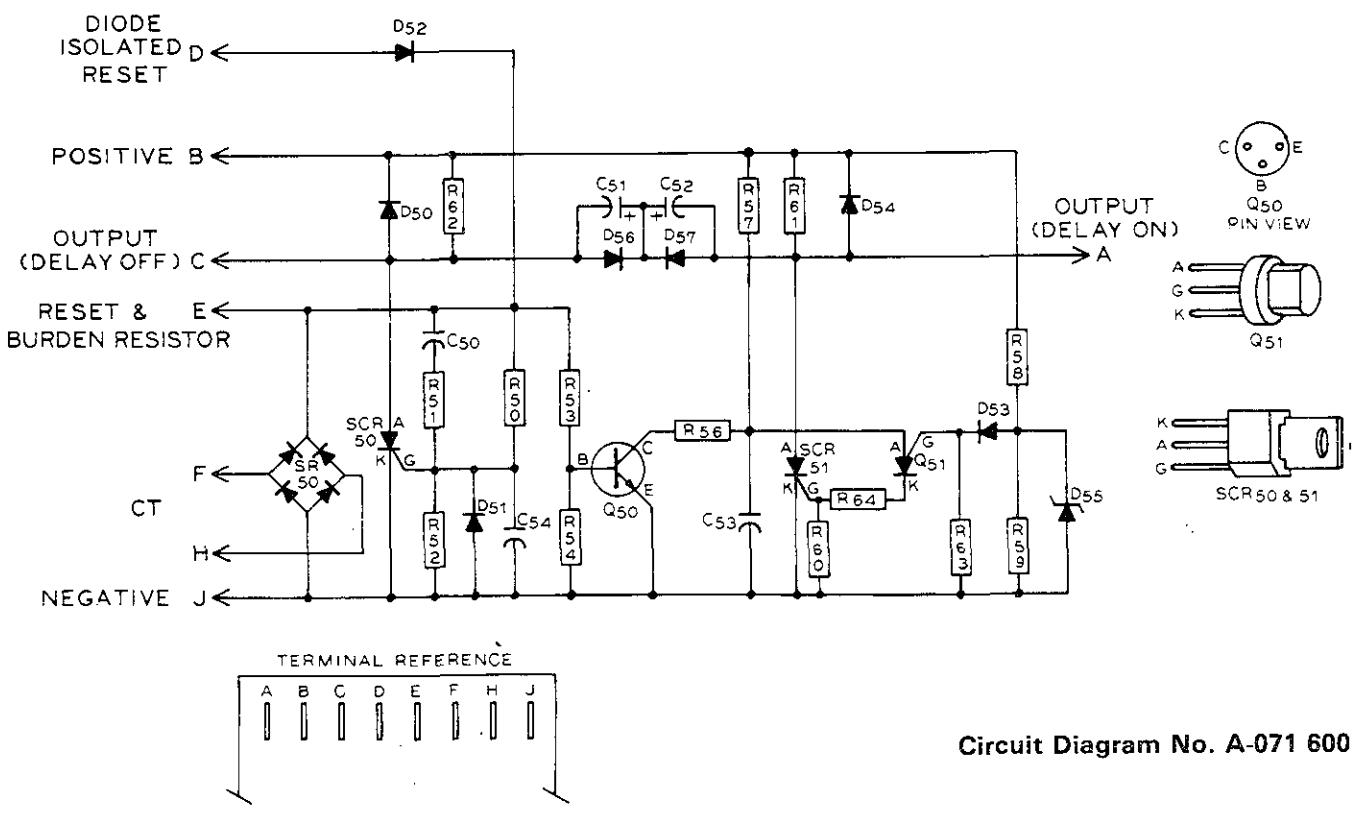 DIODE
ISOLATED D
RESET
D52
POSITIVE B
D50
R62
C51
C52
+ +
D56
D57
R57
R61
D54
OUTPUT
(DELAY OFF) C
OUTPUT
(DELAY ON)
A
RESET & E
BURDEN RESISTOR
C50
R51
R50
R53
R58
SCR A
50
K G
SR
50
F
CT
H
R52
D51
C54
R54
B C E
Q50
R56
C53
A SCR
51
K G
R64
R60
A G
Q51
K
D53
R63
R59
D55
NEGATIVE J
C E
B
Q50
PIN VIEW
A
G
K
Q51
K
A
G
SCR50 & 51
TERMINAL REFERENCE
A B C D E F H J
Circuit Diagram No. A-071 600